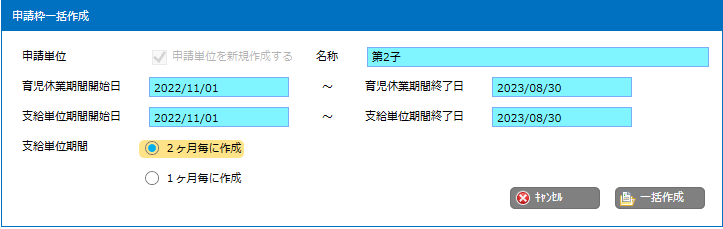 申請枠一括作成
申請単位 申請単位を新規作成する 名称 第2子
育児休業期間開始日 2022/11/01 ～ 育児休業期間終了日 2023/08/30
支給単位期間開始日 2022/11/01 ～ 支給単位期間終了日 2023/08/30
支給単位期間 2ヶ月毎に作成
1ヶ月毎に作成
ｷｬﾝｾﾙ 一括作成